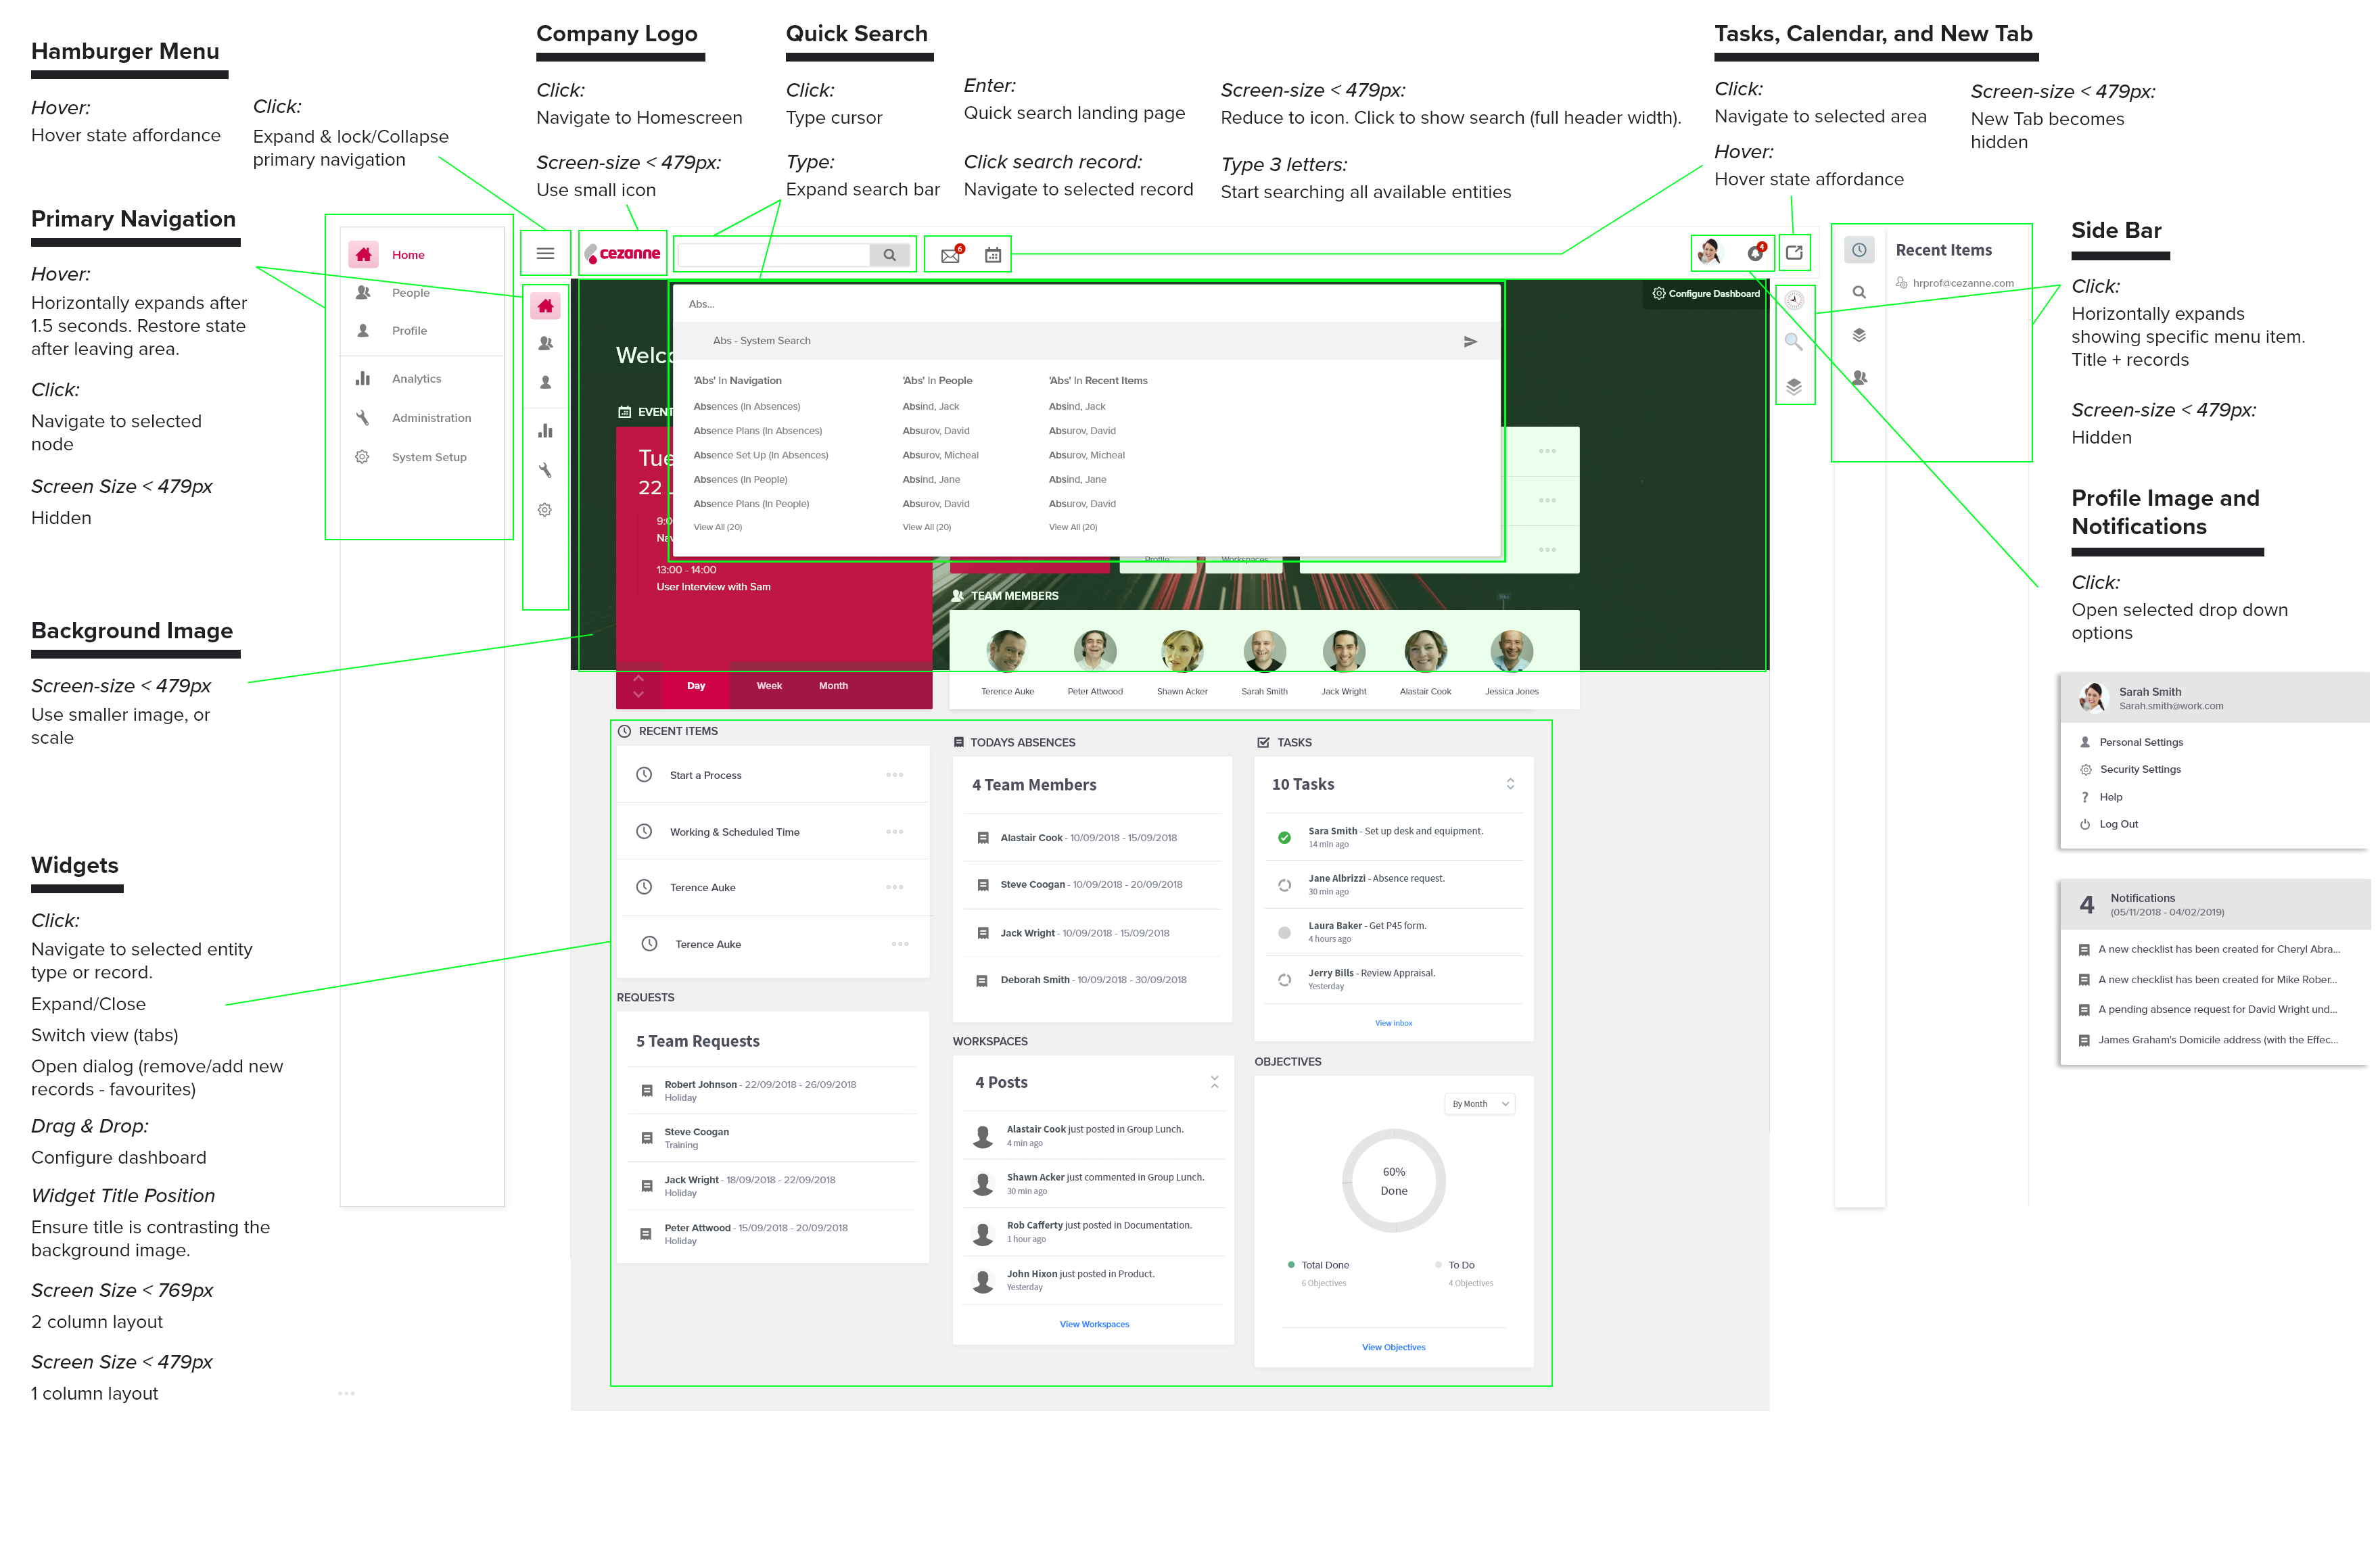 Hamburger Menu
Hover:
Hover state affordance
Click:
Expand & lock/Collapse
primary navigation
Company Logo
Click:
Navigate to Homescreen
Screen-size < 479px:
Use small icon
Quick Search
Click:
Type cursor
Type:
Expand search bar
Enter:
Quick search landing page
Click search record:
Navigate to selected record
Screen-size < 479px:
Reduce to icon. Click to show search (full header width).
Type 3 letters:
Start searching all available entities
Tasks, Calendar, and New Tab
Click:
Navigate to selected area
Hover:
Hover state affordance
Screen-size < 479px:
New Tab becomes
hidden
Primary Navigation
Hover:
Horizontally expands after
1.5 seconds. Restore state
after leaving area.
Click:
Navigate to selected
node
Screen Size < 479px
Hidden
Background Image
Screen-size < 479px
Use smaller image, or
scale
Widgets
Click:
Navigate to selected entity
type or record.
Expand/Close
Switch view (tabs)
Open dialog (remove/add new
records - favourites)
Drag & Drop:
Configure dashboard
Widget Title Position
Ensure title is contrasting the
background image.
Screen Size < 769px
2 column layout
Screen Size < 479px
1 column layout
Home
People
Profile
Analytics
Administration
System Setup
cezanne
6
4
Configure Dashboard
Welc
Abs...
Abs - System Search
'Abs' In Navigation
Absences (In Absences)
Absence Plans (In Absences)
Absence Set Up (In Absences)
Absences (In People)
Absence Plans (In People)
View All (20)
'Abs' In People
Absind, Jack
Absurov, David
Absurov, Micheal
Absind, Jane
Absurov, David
View All (20)
'Abs' In Recent Items
Absind, Jack
Absurov, David
Absurov, Micheal
Absind, Jane
Absurov, David
View All (20)
EVENT
Tue
22 J
9:0
Nav
13:00 - 14:00
User Interview with Sam
Day
Week
Month
Profile
Workspaces
TEAM MEMBERS
Terence Auke
Peter Attwood
Shawn Acker
Sarah Smith
Jack Wright
Alastair Cook
Jessica Jones
RECENT ITEMS
Start a Process
Working & Scheduled Time
Terence Auke
Terence Auke
REQUESTS
5 Team Requests
Robert Johnson - 22/09/2018 - 26/09/2018
Holiday
Steve Coogan
Training
Jack Wright - 18/09/2018 - 22/09/2018
Holiday
Peter Attwood - 15/09/2018 - 20/09/2018
Holiday
TODAYS ABSENCES
4 Team Members
Alastair Cook - 10/09/2018 - 15/09/2018
Steve Coogan - 10/09/2018 - 20/09/2018
Jack Wright - 10/09/2018 - 15/09/2018
Deborah Smith - 10/09/2018 - 30/09/2018
WORKSPACES
4 Posts
Alastair Cook just posted in Group Lunch.
4 min ago
Shawn Acker just commented in Group Lunch.
30 min ago
Rob Cafferty just posted in Documentation.
1 hour ago
John Hixon just posted in Product.
Yesterday
View Workspaces
TASKS
10 Tasks
Sara Smith - Set up desk and equipment.
14 min ago
Jane Albrizzi - Absence request.
30 min ago
Laura Baker - Get P45 form.
4 hours ago
Jerry Bills - Review Appraisal.
Yesterday
View inbox
OBJECTIVES
By Month
60%
Done
Total Done
6 Objectives
To Do
4 Objectives
View Objectives
Recent Items
hrprof@cezanne.com
Side Bar
Click:
Horizontally expands
showing specific menu item.
Title + records
Screen-size < 479px:
Hidden
Profile Image and
Notifications
Click:
Open selected drop down
options
Sarah Smith
Sarah.smith@work.com
Personal Settings
Security Settings
Help
Log Out
4
Notifications
(05/11/2018 - 04/02/2019)
A new checklist has been created for Cheryl Abra...
A new checklist has been created for Mike Rober...
A pending absence request for David Wright und...
James Graham's Domicile address (with the Effec...